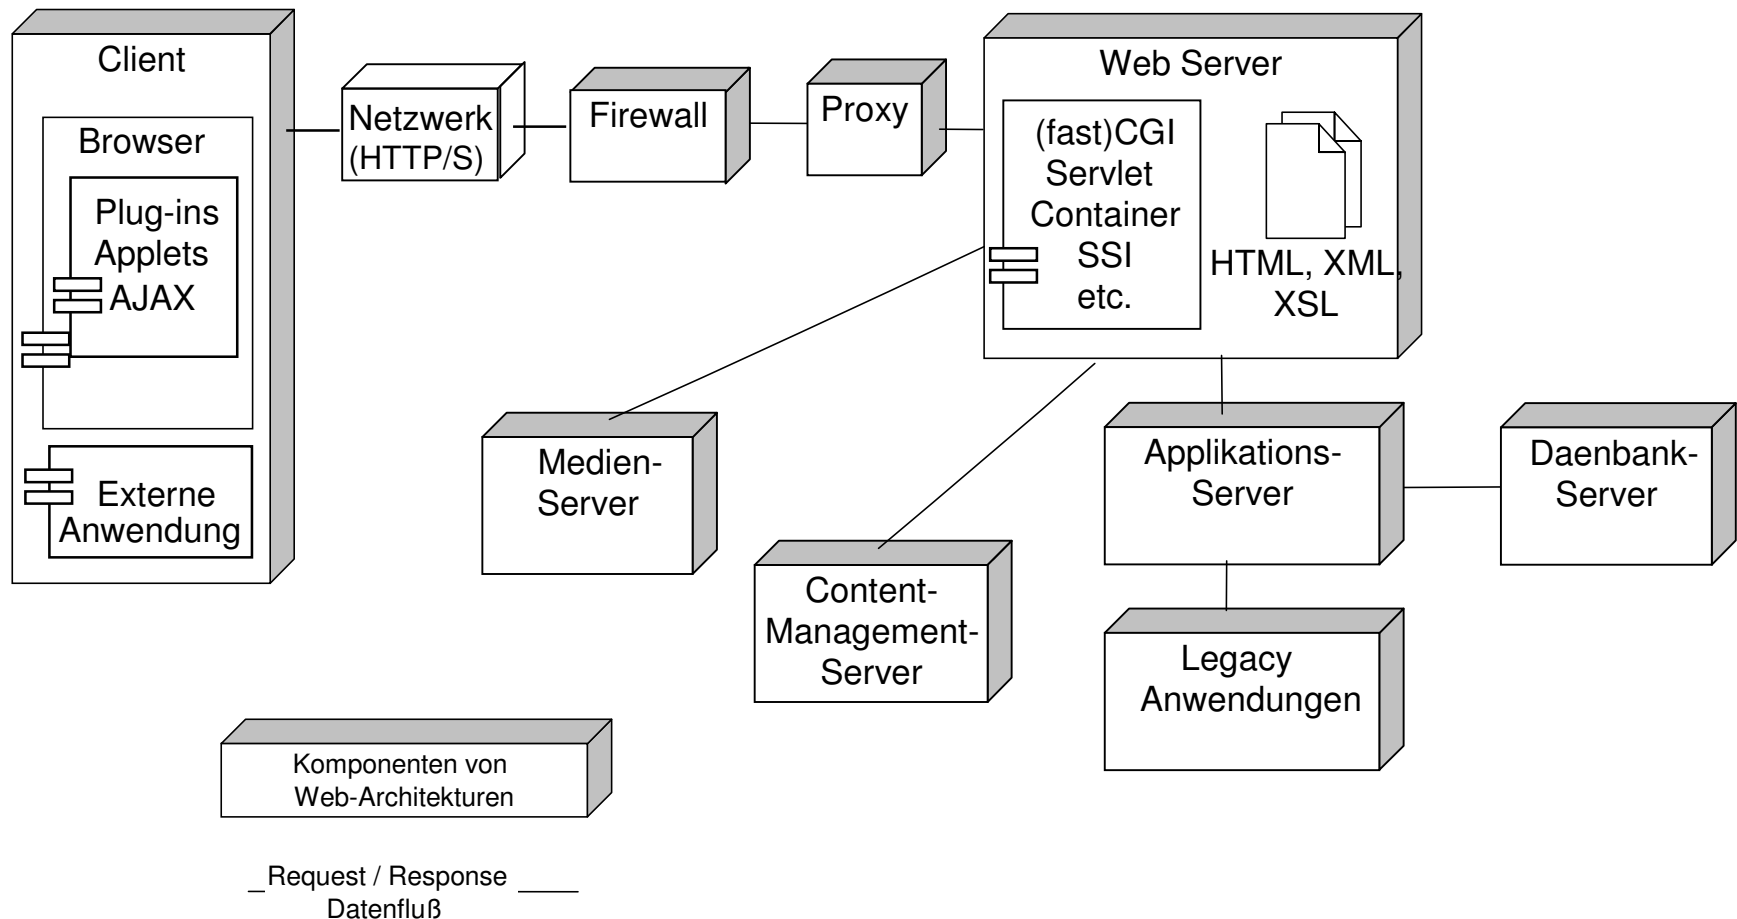 Client
Browser
Plug-ins
Applets
AJAX
Externe
Anwendung
Netzwerk
(HTTP/S)
Firewall
Proxy
Web Server
(fast)CGI
Servlet
Container
SSI
etc.
HTML, XML,
XSL
Medien-
Server
Content-
Management-
Server
Applikations-
Server
Daenbank-
Server
Legacy
Anwendungen
Komponenten von
Web-Architekturen
Request / Response
Datenfluß